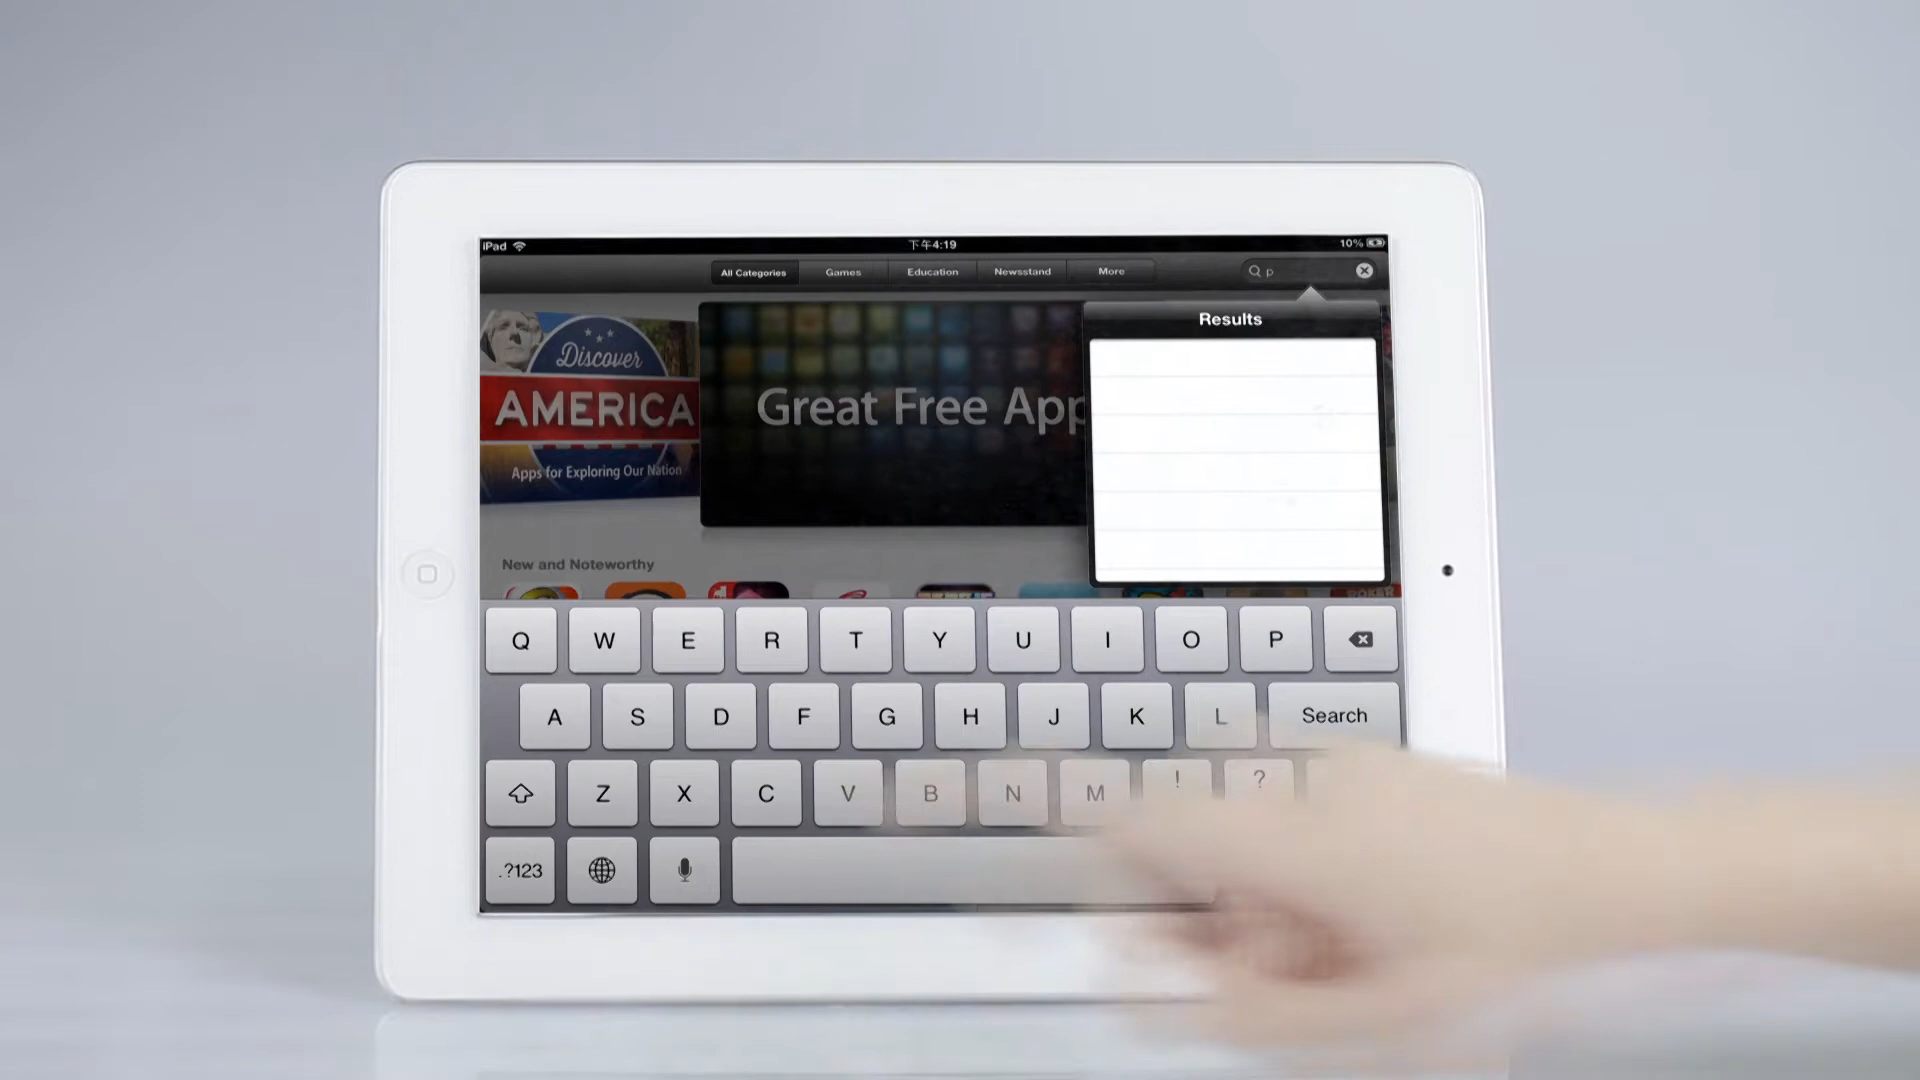 iPad 下午4:19 10%
All Categories Games Education Newsstand More p
Results
Discover
AMERICA
Apps for Exploring Our Nation
Great Free App
New and Noteworthy
Q W E R T Y U I O P
A S D F G H J K L Search
Z X C V B N M ! ?
.?123